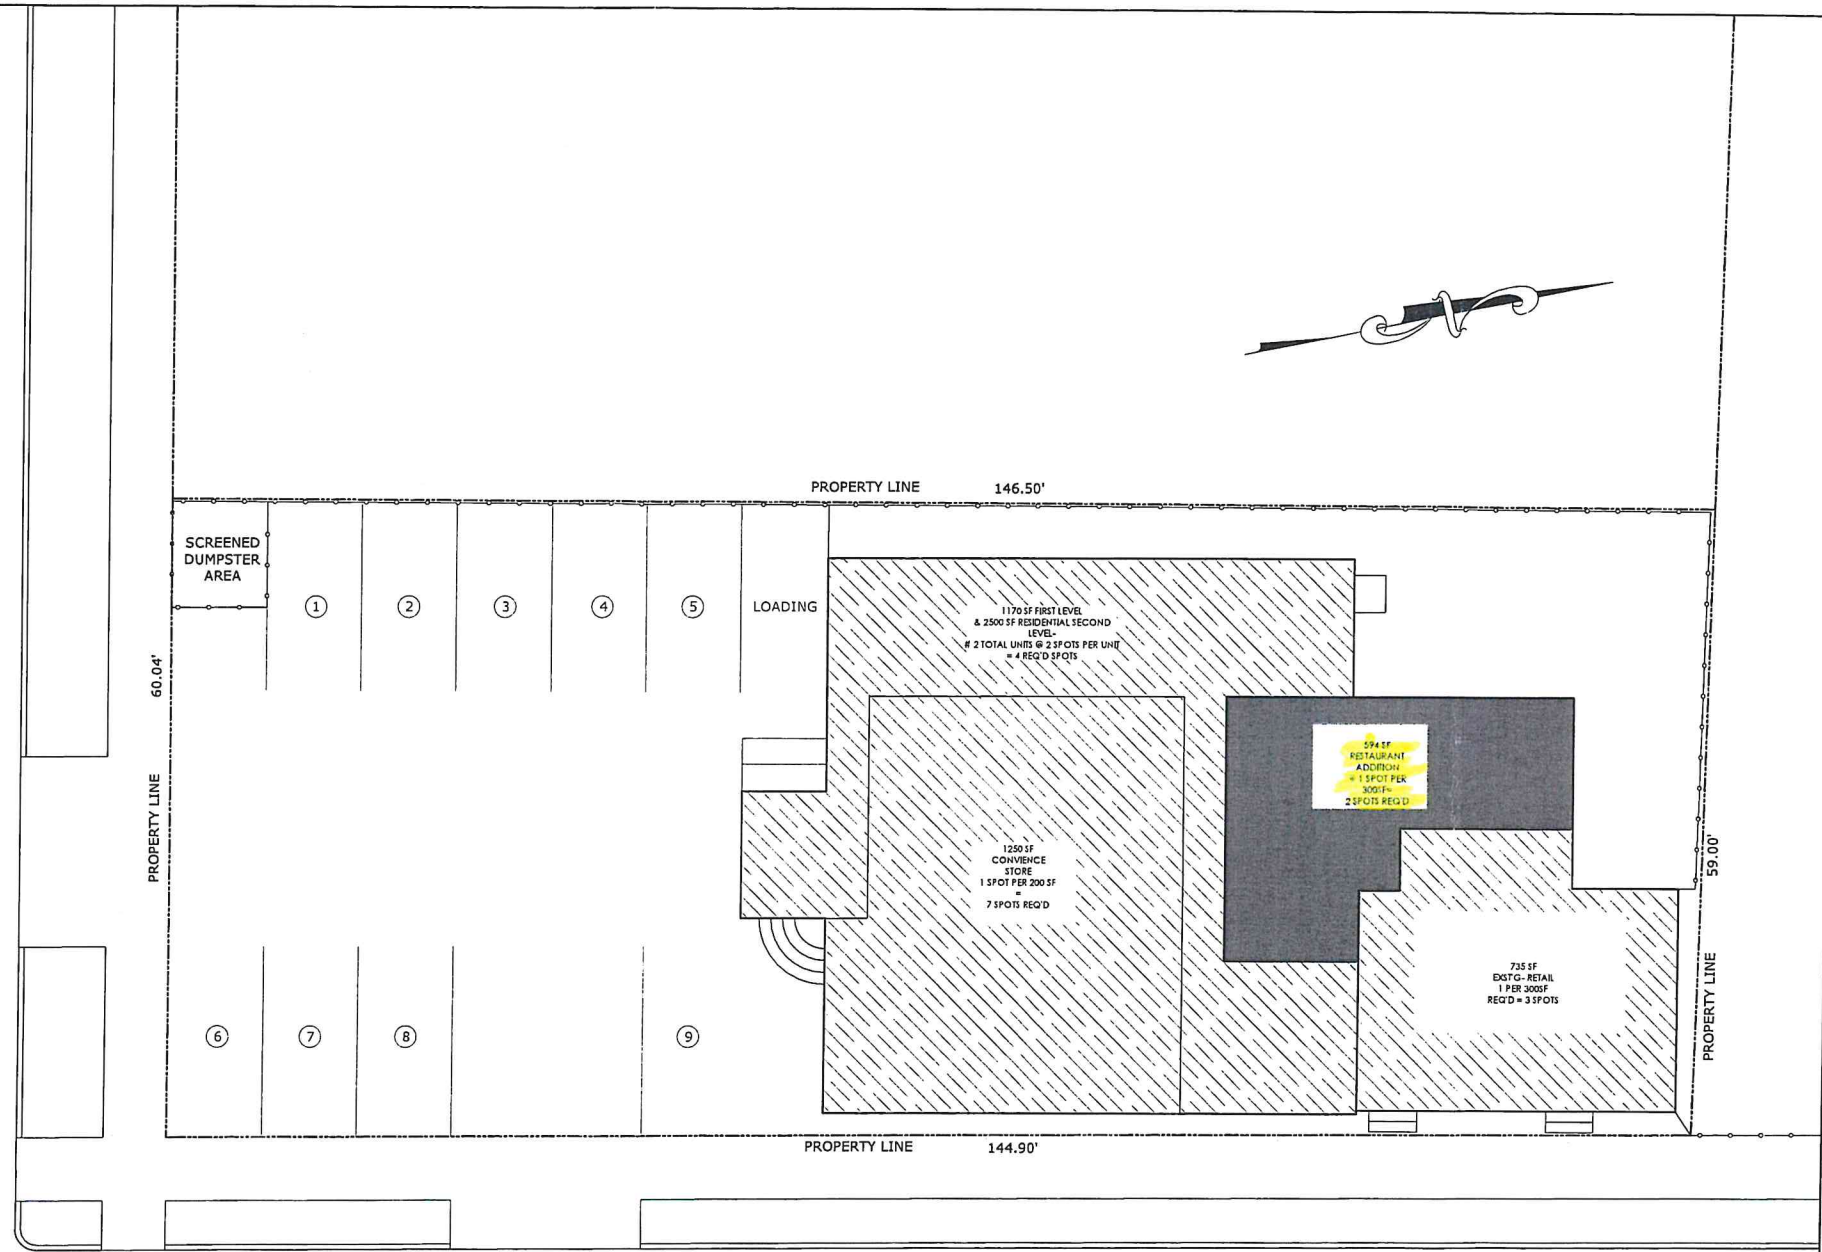 PROPERTY LINE 146.50'
SCREENED
DUMPSTER
AREA
1
2
3
4
5
LOADING
1170 SF FIRST LEVEL
& 2500 SF RESIDENTIAL SECOND
LEVEL-
# 2 TOTAL UNITS @ 2 SPOTS PER UNIT
= 4 REQ'D SPOTS
PROPERTY LINE 60.04'
594 SF
RESTAURANT
ADDITION
= 1 SPOT PER
300SF=
2 SPOTS REQ'D
1250 SF
CONVIENCE
STORE
1 SPOT PER 200 SF
=
7 SPOTS REQ'D
735 SF
EXST'G- RETAIL
1 PER 300SF
REQ'D = 3 SPOTS
PROPERTY LINE 59.00'
6
7
8
9
PROPERTY LINE 144.90'
N